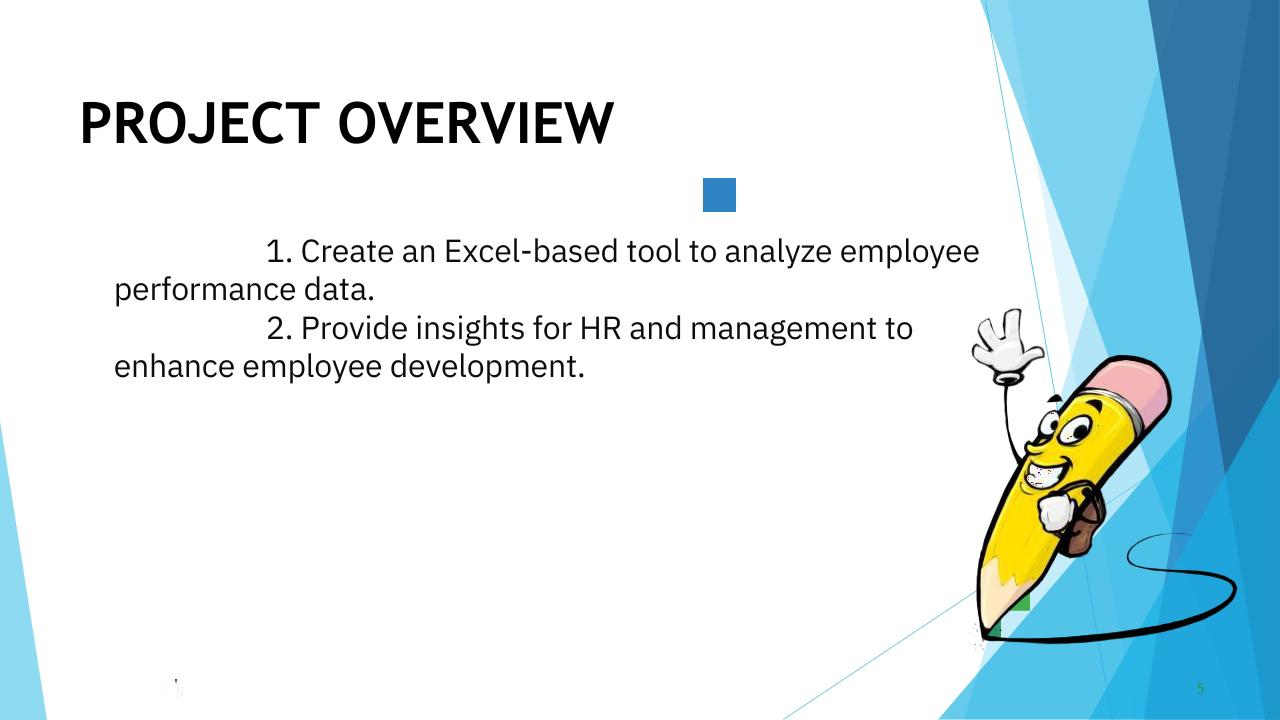 PROJECT OVERVIEW
1. Create an Excel-based tool to analyze employee
performance data.
2. Provide insights for HR and management to
enhance employee development.
5